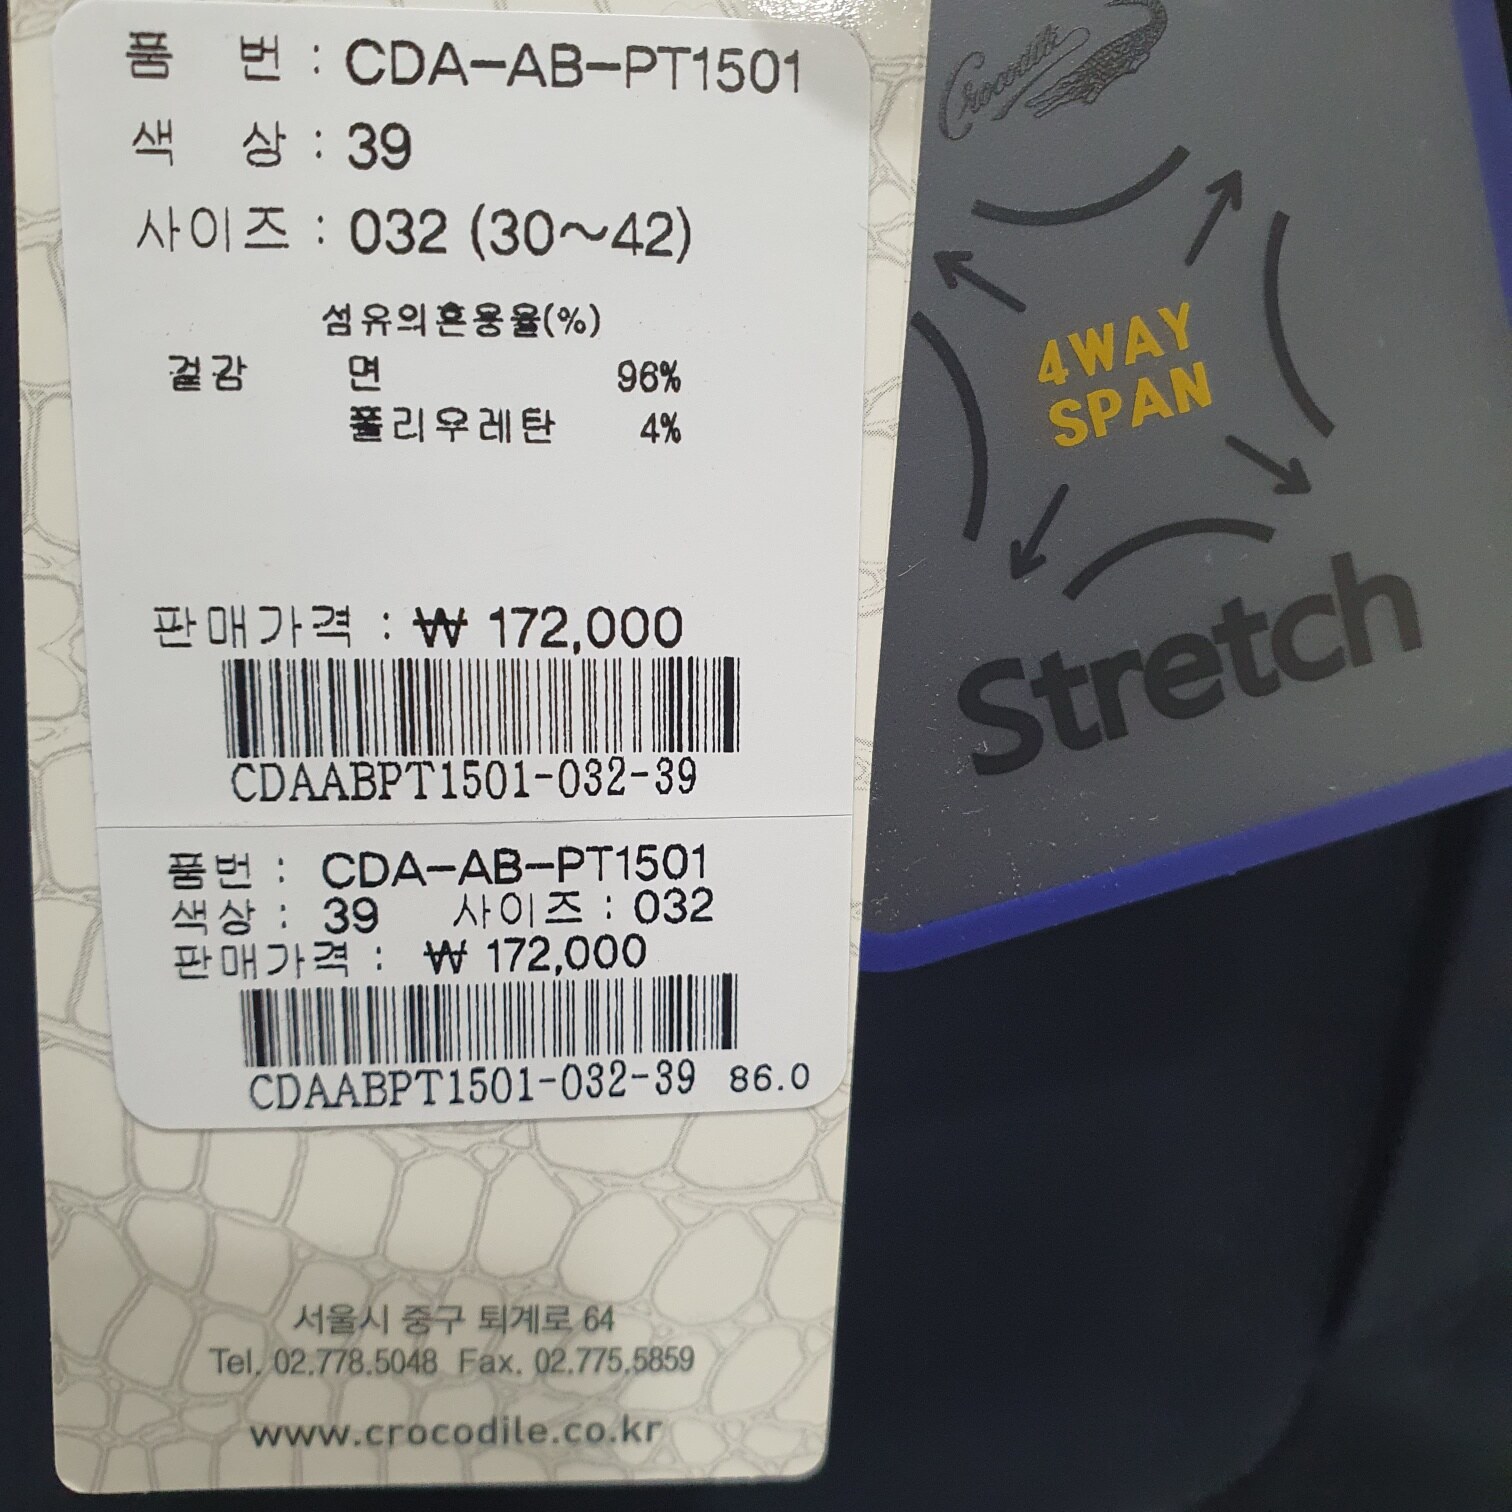 품 번 : CDA-AB-PT1501
색 상 : 39
사이즈 : 032 (30~42)
섬유의혼용율(%)
겉감 면 96%
폴리우레탄 4%
판매가격 : ₩ 172,000
CDAABPT1501-032-39
품번 : CDA-AB-PT1501
색상 : 39 사이즈 : 032
판매가격 : ₩ 172,000
CDAABPT1501-032-39 86.0
서울시 중구 퇴계로 64
Tel. 02.778.5048 Fax. 02.775.5859
www.crocodile.co.kr
Crocodile
4WAY
SPAN
Stretch